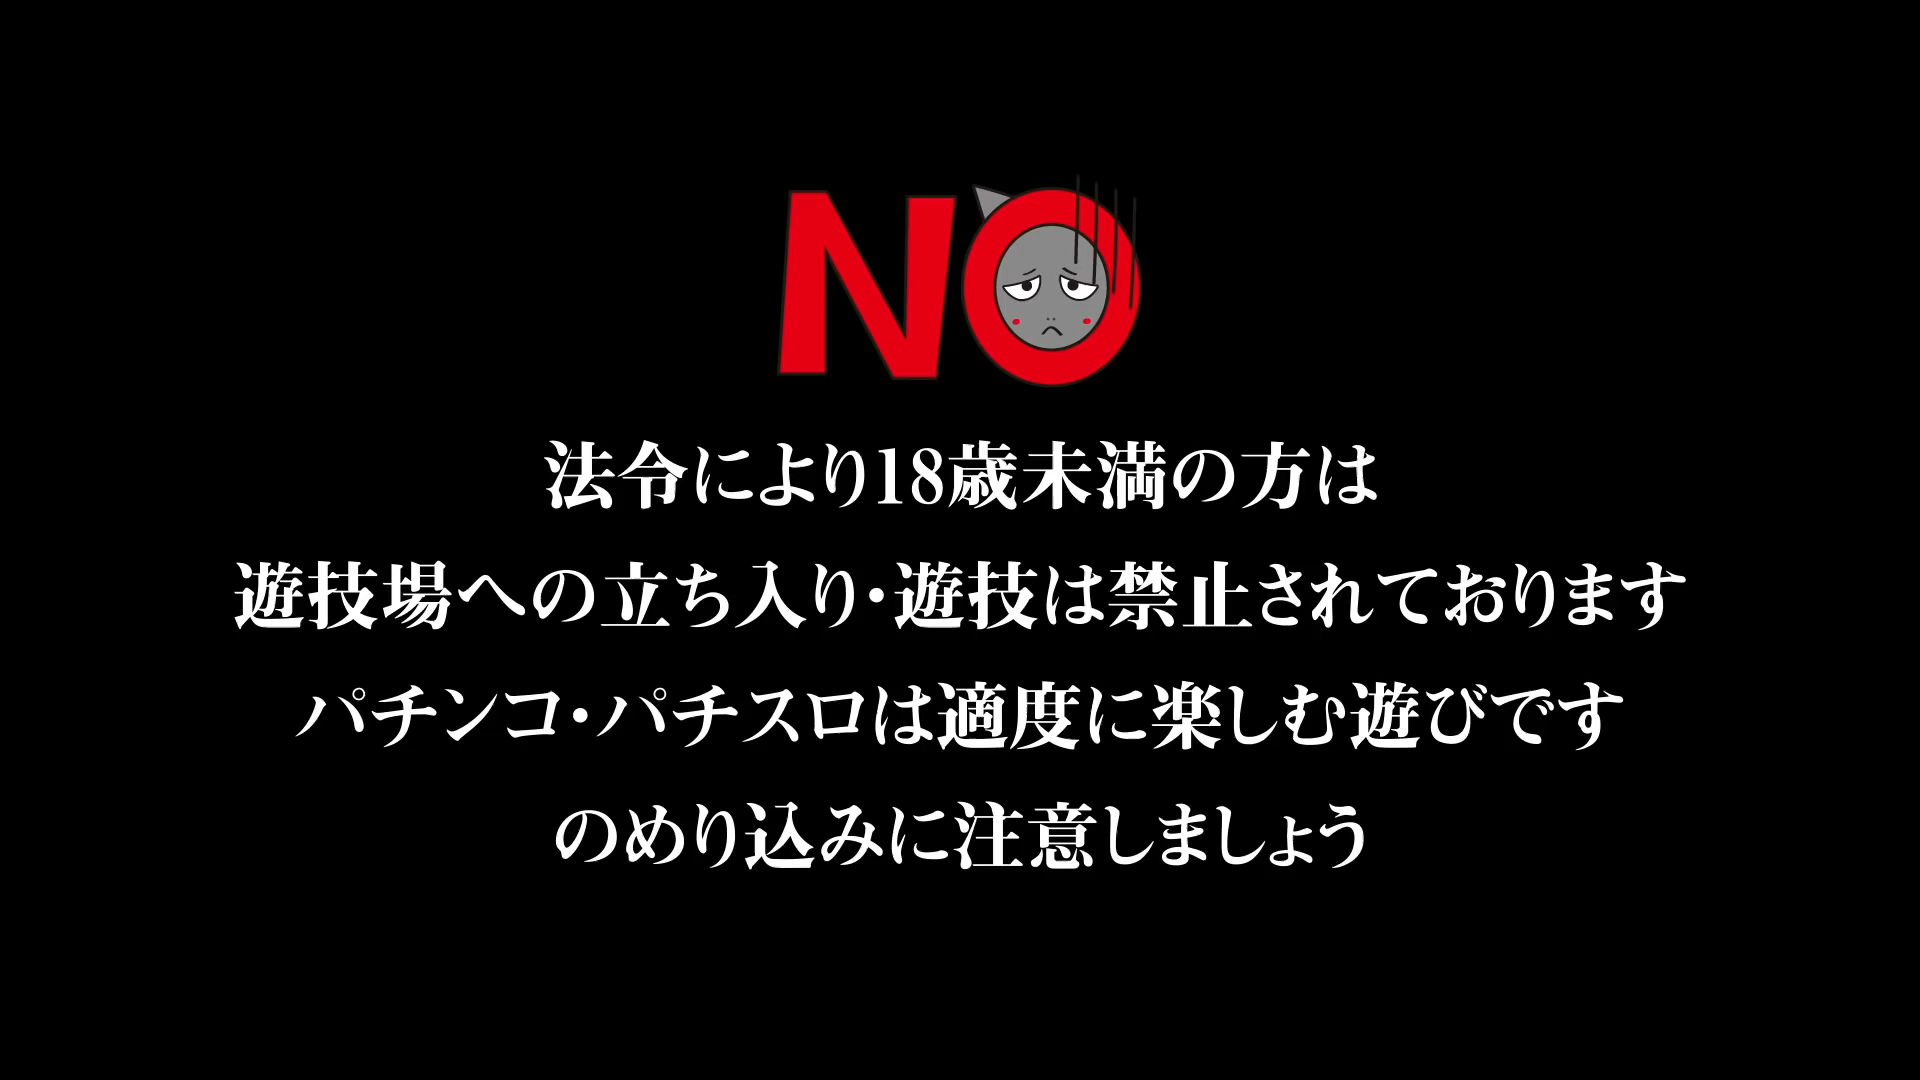 NO
法令により18歳未満の方は
遊技場への立ち入り・遊技は禁止されております
パチンコ・パチスロは適度に楽しむ遊びです
のめり込みに注意しましょう